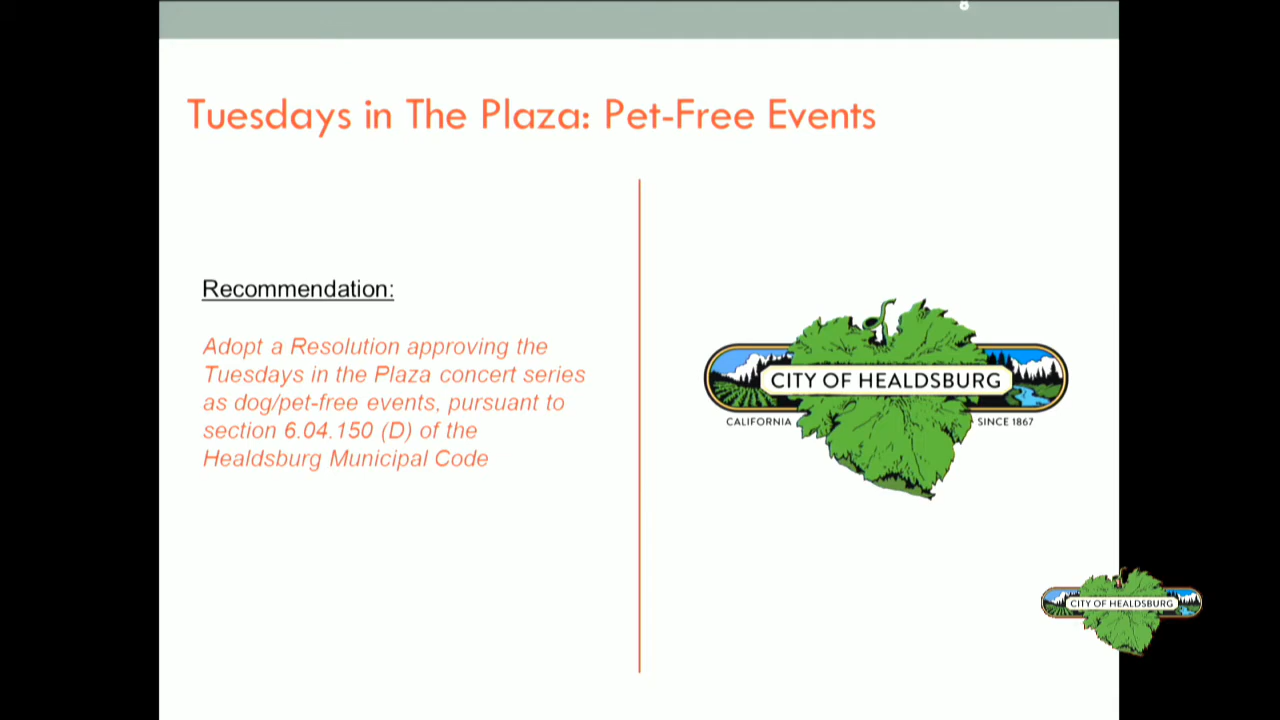 8
Tuesdays in The Plaza: Pet-Free Events
Recommendation:
Adopt a Resolution approving the
Tuesdays in the Plaza concert series
as dog/pet-free events, pursuant to
section 6.04.150 (D) of the
Healdsburg Municipal Code
CITY OF HEALDSBURG
CALIFORNIA SINCE 1867
CITY OF HEALDSBURG